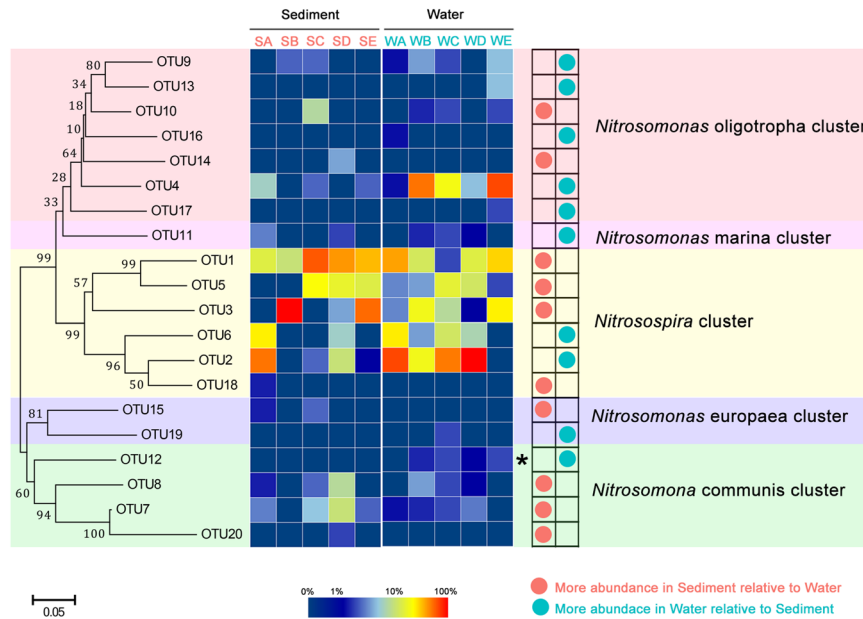 Sediment Water
SA SB SC SD SE WA WB WC WD WE
80 OTU9
34 OTU13
18 OTU10
10 OTU16
64 OTU14
28 OTU4
33 OTU17
OTU11
Nitrosomonas oligotropha cluster
Nitrosomonas marina cluster
99 99 OTU1
57 OTU5
OTU3
99 OTU6
96 OTU2
50 OTU18
Nitrosospira cluster
81 OTU15
OTU19
Nitrosomonas europaea cluster
OTU12 *
60 OTU8
94 OTU7
100 OTU20
Nitrosomona communis cluster
0.05
0% 1% 10% 100%
More abundance in Sediment relative to Water
More abundace in Water relative to Sediment